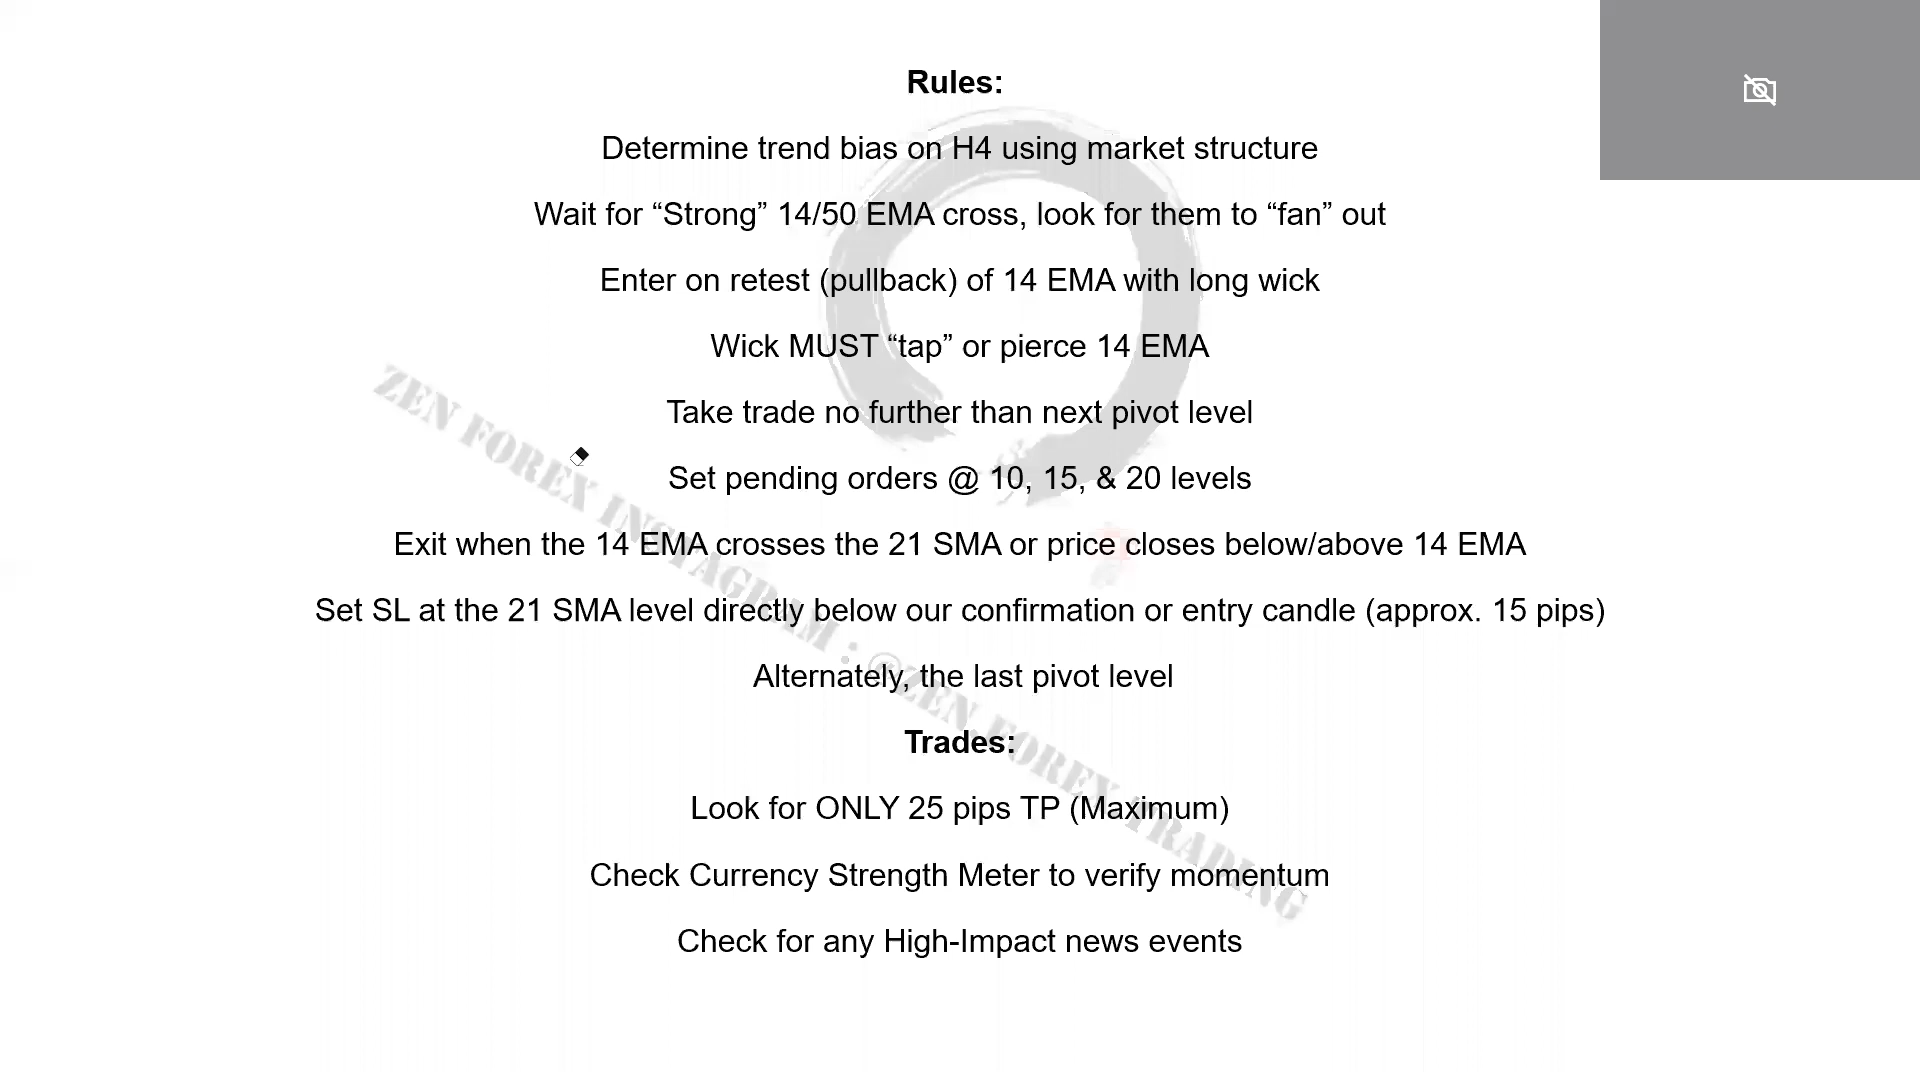 Rules:
Determine trend bias on H4 using market structure
Wait for “Strong” 14/50 EMA cross, look for them to “fan” out
Enter on retest (pullback) of 14 EMA with long wick
Wick MUST “tap” or pierce 14 EMA
Take trade no further than next pivot level
Set pending orders @ 10, 15, & 20 levels
Exit when the 14 EMA crosses the 21 SMA or price closes below/above 14 EMA
Set SL at the 21 SMA level directly below our confirmation or entry candle (approx. 15 pips)
Alternately, the last pivot level
Trades:
Look for ONLY 25 pips TP (Maximum)
Check Currency Strength Meter to verify momentum
Check for any High-Impact news events
ZEN FOREX INSTAGRAM : @ZEN.FOREX.TRADING